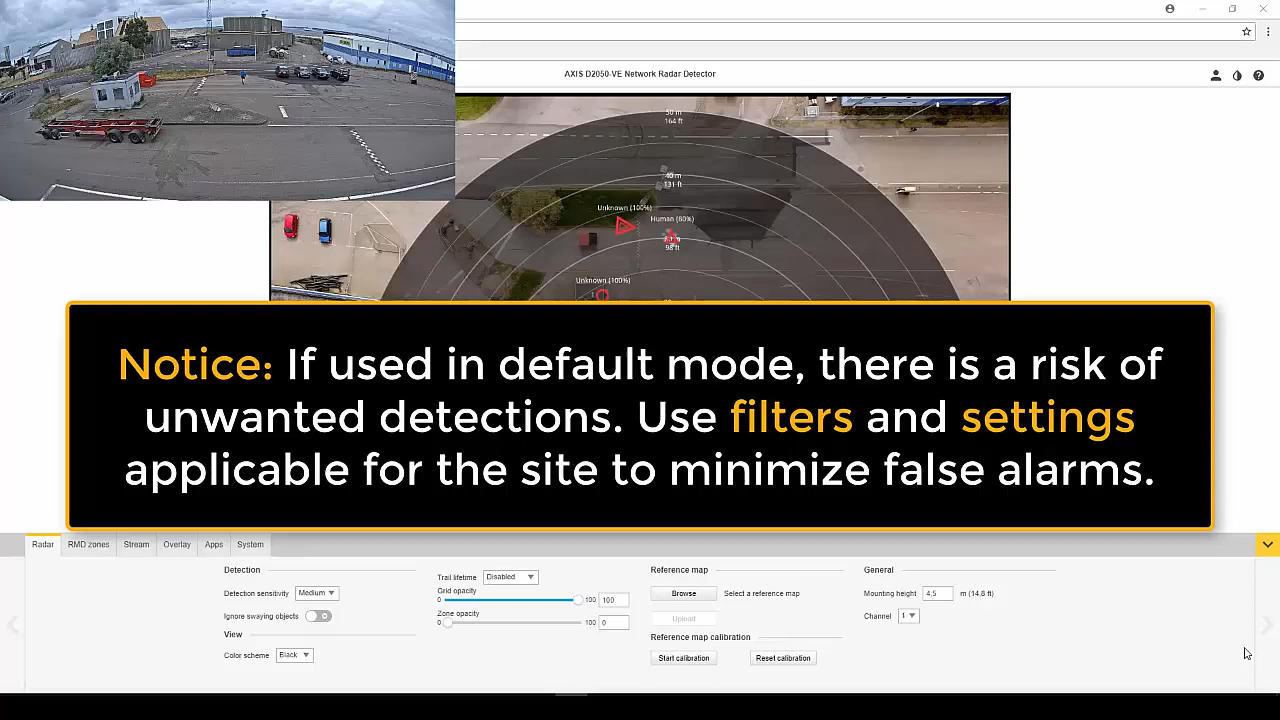 AXIS D2050-VE Network Radar Detector
50 m
164 ft
40 m
131 ft
Unknown (100%)
Human (60%)
98 ft
Unknown (100%)
Notice: If used in default mode, there is a risk of
unwanted detections. Use filters and settings
applicable for the site to minimize false alarms.
Radar RMD zones Stream Overlay Apps System
Detection
Detection sensitivity Medium
Ignore swaying objects
View
Color scheme Black
Trail lifetime Disabled
Grid opacity
0 100 100
Zone opacity
0 100 0
Reference map
Browse Select a reference map
Upload
Reference map calibration
Start calibration Reset calibration
General
Mounting height 4,5 m (14,8 ft)
Channel 1